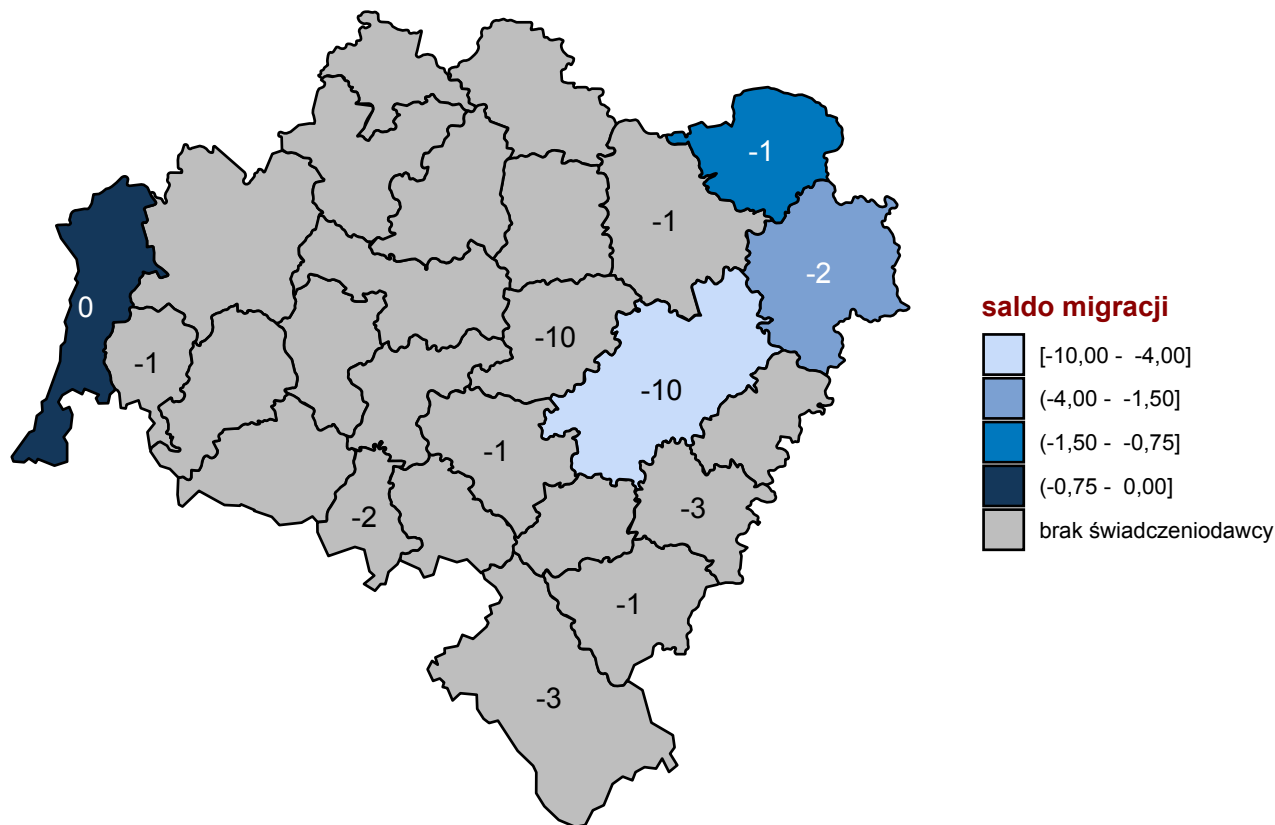 -1
-1
-2
0
saldo migracji
-10
-1
[-10,00 - -4,00]
-10
(-4,00 - -1,50]
-1
(-1,50 - -0,75]
(-0,75 - 0,00]
-2
-3
brak świadczeniodawcy
-1
-3